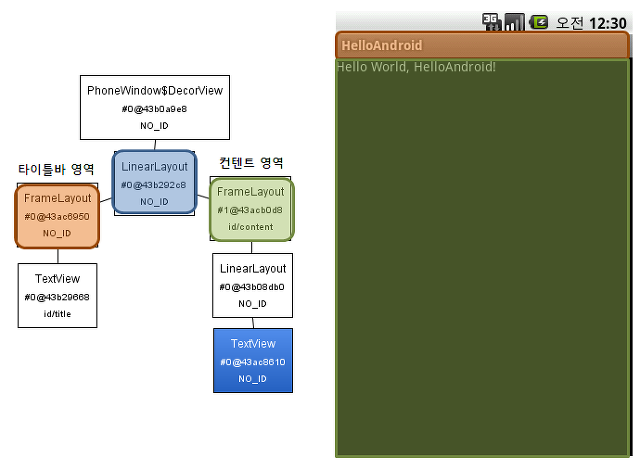 PhoneWindow$DecorView
#0@43b0a9e8
NO_ID
LinearLayout
#0@43b292c8
NO_ID
타이틀바 영역
FrameLayout
#0@43ac6950
NO_ID
TextView
#0@43b29668
id/title
컨텐트 영역
FrameLayout
#1@43acb0d8
id/content
LinearLayout
#0@43b08db0
NO_ID
TextView
#0@43ac8610
NO_ID
3G 오전 12:30
HelloAndroid
Hello World, HelloAndroid!